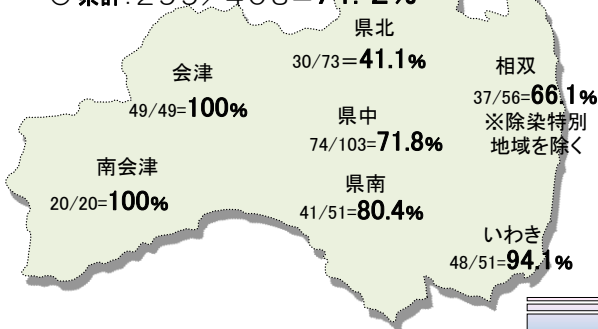 県北
30/73=41.1%
会津
49/49=100%
相双
37/56=66.1%
※除染特別
地域を除く
県中
74/103=71.8%
南会津
20/20=100%
県南
41/51=80.4%
いわき
48/51=94.1%